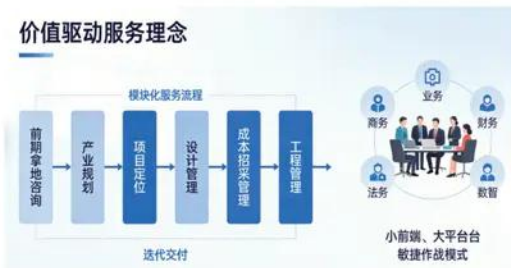 价值驱动服务理念
模块化服务流程
前期拿地咨询
产业规划
项目定位
设计管理
成本招采管理
工程管理
迭代交付
业务
商务
财务
法务
数智
小前端、大平台台
敏捷作战模式